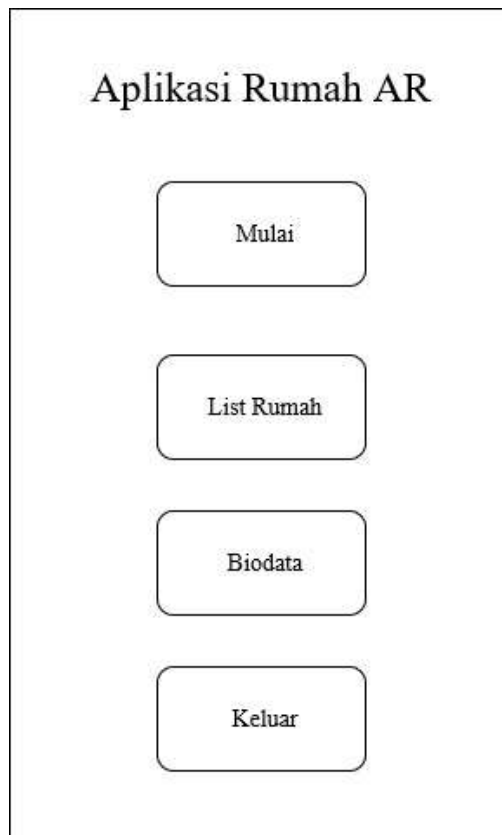 Aplikasi Rumah AR
Mulai
List Rumah
Biodata
Keluar